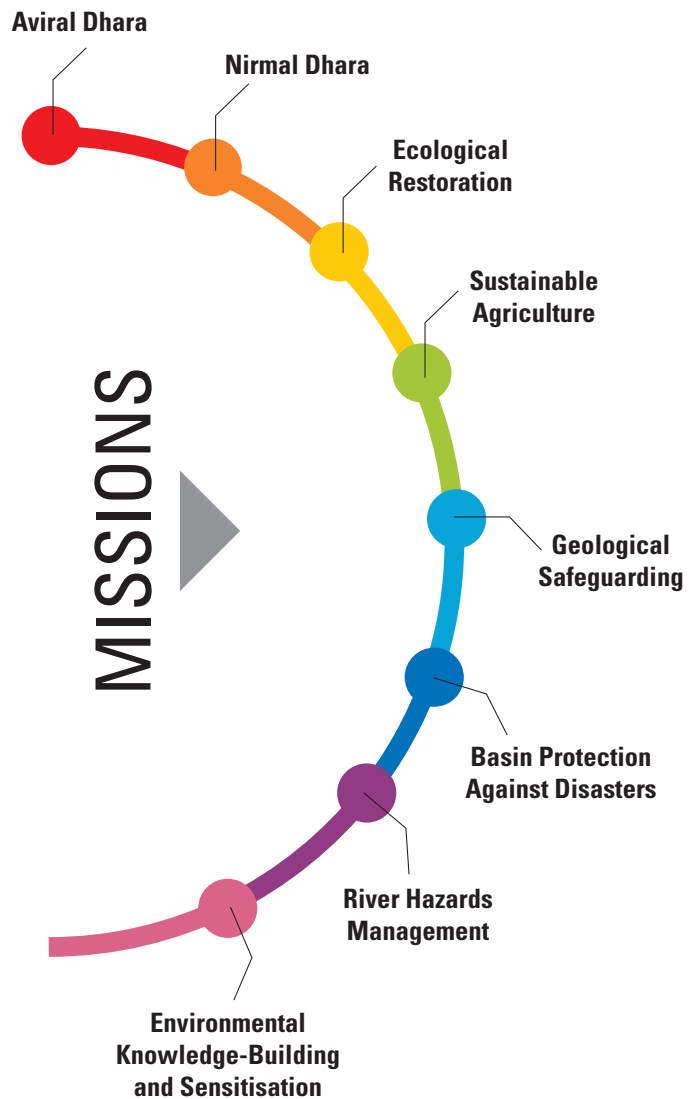 Aviral Dhara
Nirmal Dhara
Ecological
Restoration
Sustainable
Agriculture
MISSIONS
Geological
Safeguarding
Basin Protection
Against Disasters
River Hazards
Management
Environmental
Knowledge-Building
and Sensitisation